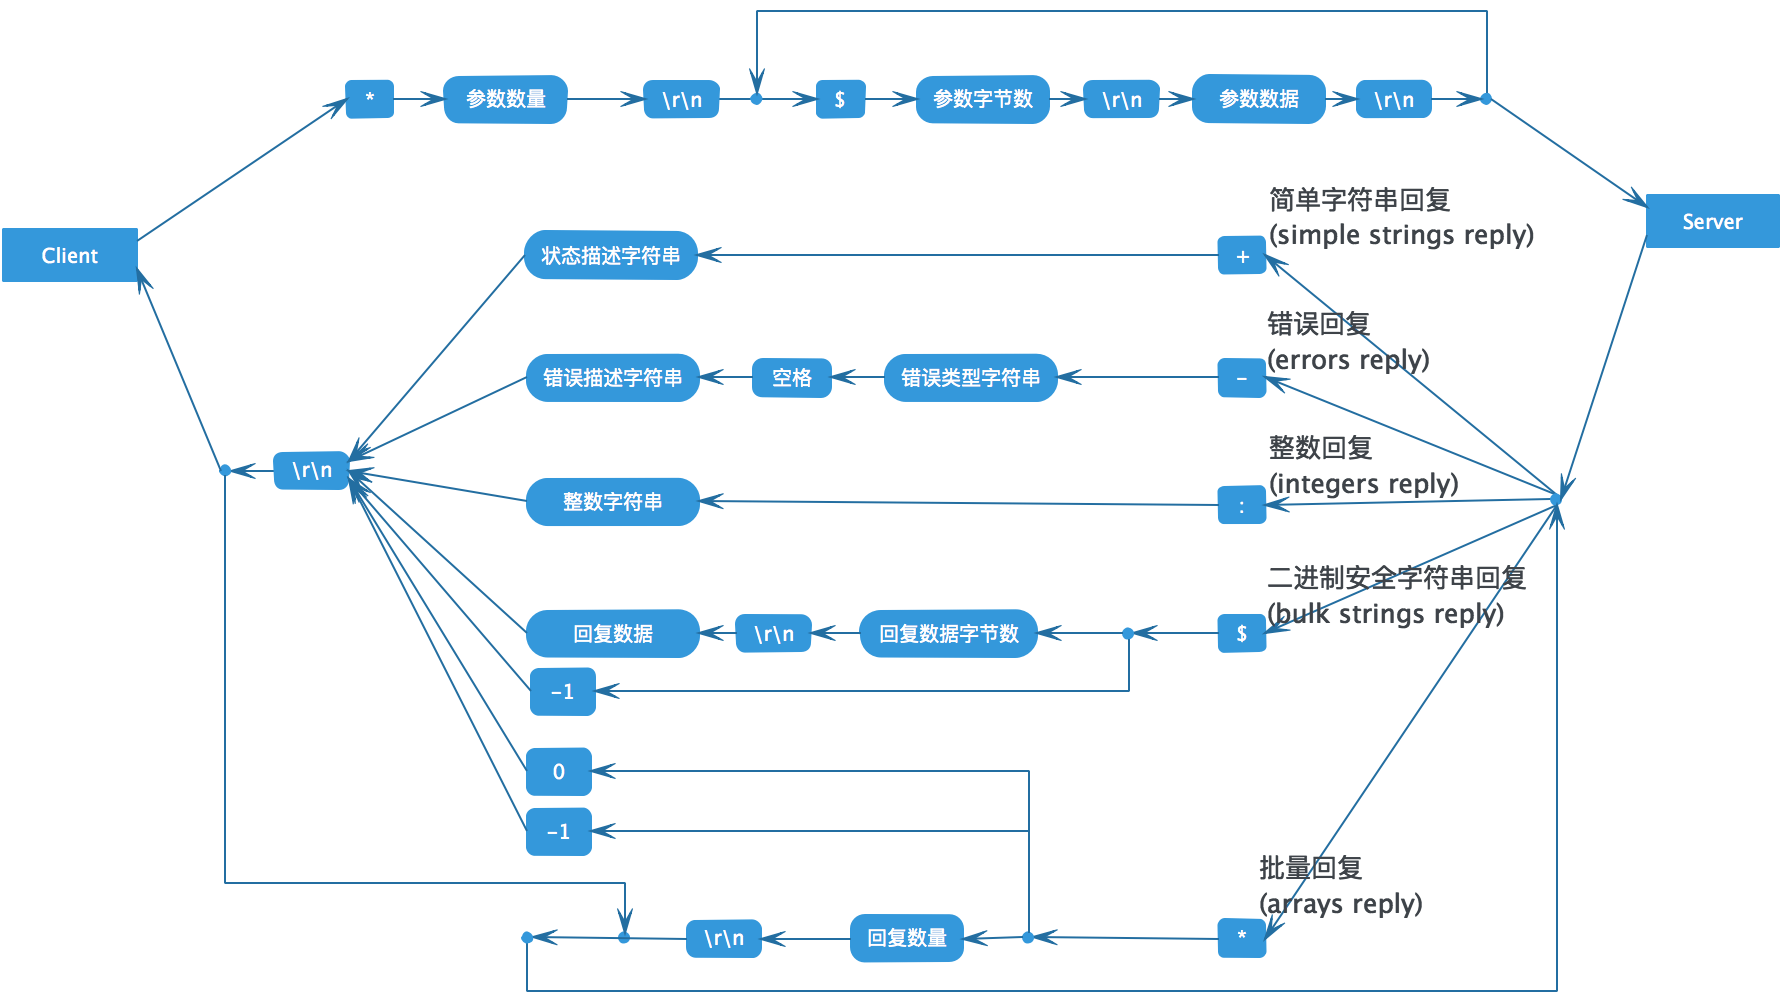 * 参数数量 \r\n $ 参数字节数 \r\n 参数数据 \r\n
简单字符串回复
(simple strings reply)
Server
Client
状态描述字符串 +
错误回复
(errors reply)
错误描述字符串 空格 错误类型字符串 -
整数回复
(integers reply)
\r\n
整数字符串 :
二进制安全字符串回复
(bulk strings reply)
回复数据 \r\n 回复数据字节数 $
-1
0
-1
批量回复
(arrays reply)
\r\n 回复数量 *